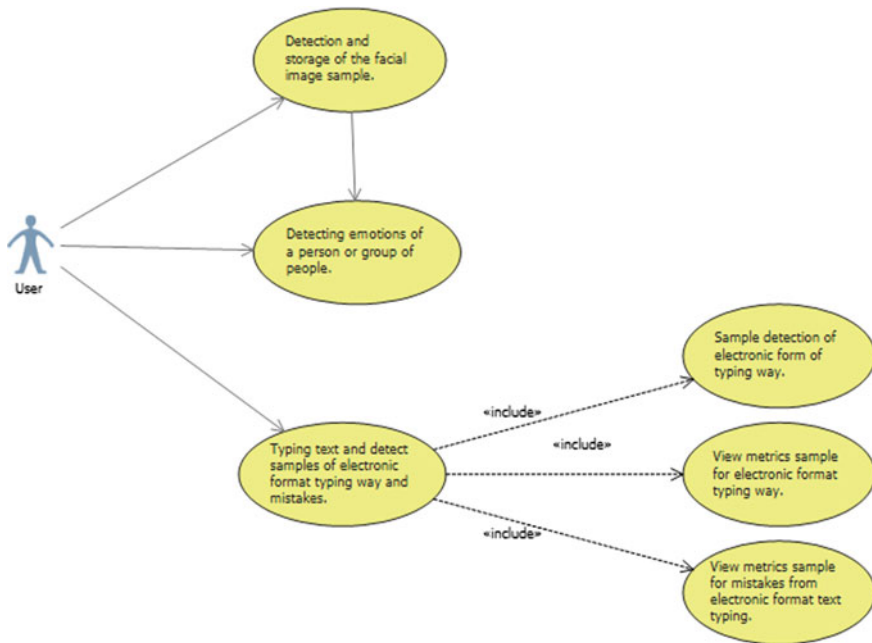 Detection and
storage of the facial
image sample.
Detecting emotions of
a person or group of
people.
User
Sample detection of
electronic form of
typing way.
«include»
«include»
Typing text and detect
samples of electronic
format typing way and
mistakes.
View metrics sample
for electronic format
typing way.
«include»
View metrics sample
for mistakes from
electronic format text
typing.